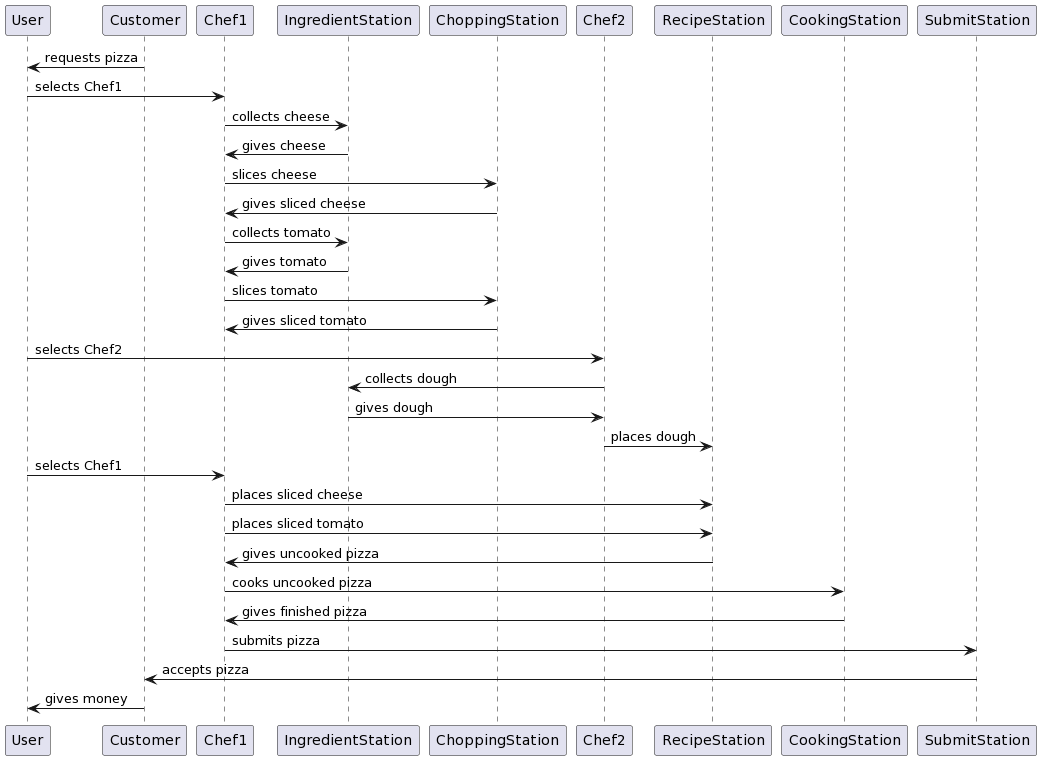 User Customer Chef1 IngredientStation ChoppingStation Chef2 RecipeStation CookingStation SubmitStation
requests pizza
selects Chef1
collects cheese
gives cheese
slices cheese
gives sliced cheese
collects tomato
gives tomato
slices tomato
gives sliced tomato
selects Chef2
collects dough
gives dough
places dough
selects Chef1
places sliced cheese
places sliced tomato
gives uncooked pizza
cooks uncooked pizza
gives finished pizza
submits pizza
accepts pizza
gives money
User Customer Chef1 IngredientStation ChoppingStation Chef2 RecipeStation CookingStation SubmitStation